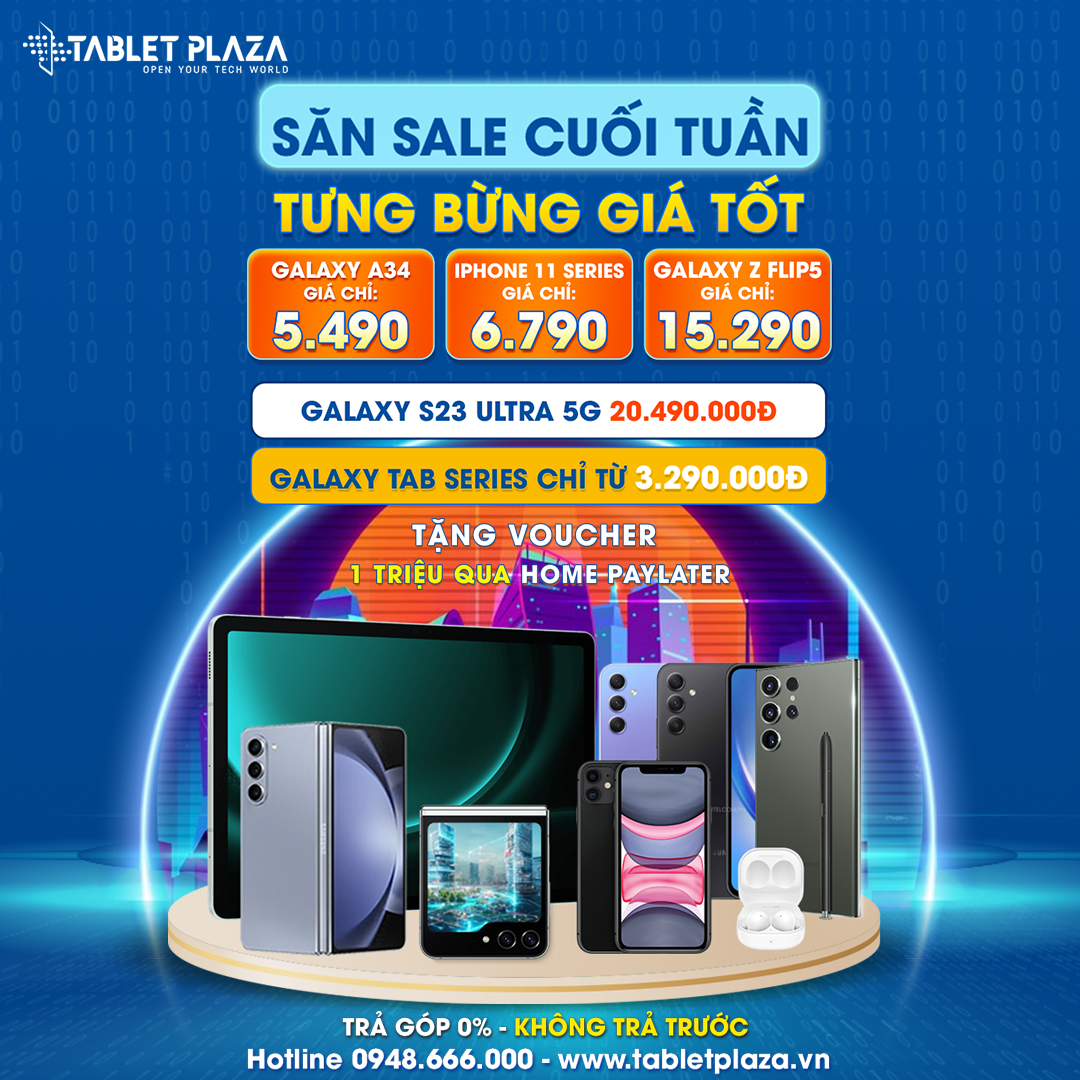 TABLET PLAZA
OPEN YOUR TECH WORLD
SĂN SALE CUỐI TUẦN
TƯNG BỪNG GIÁ TỐT
GALAXY A34
GIÁ CHỈ:
5.490
IPHONE 11 SERIES
GIÁ CHỈ:
6.790
GALAXY Z FLIP5
GIÁ CHỈ:
15.290
GALAXY S23 ULTRA 5G 20.490.000Đ
GALAXY TAB SERIES CHỈ TỪ 3.290.000Đ
TẶNG VOUCHER
1 TRIỆU QUA HOME PAYLATER
TRẢ GÓP 0% - KHÔNG TRẢ TRƯỚC
Hotline 0948.666.000 - www.tabletplaza.vn